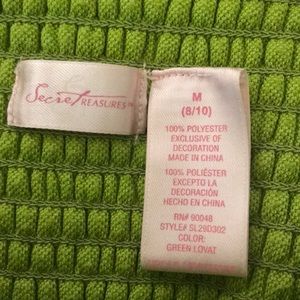 Secret TREASURES
M
(8/10)
100% POLYESTER
EXCLUSIVE OF
DECORATION
MADE IN CHINA
100% POLIÉSTER
EXCEPTO LA
DECORACIÓN
HECHO EN CHINA
RN# 90048
STYLE# SL29D302
COLOR:
GREEN LOVAT